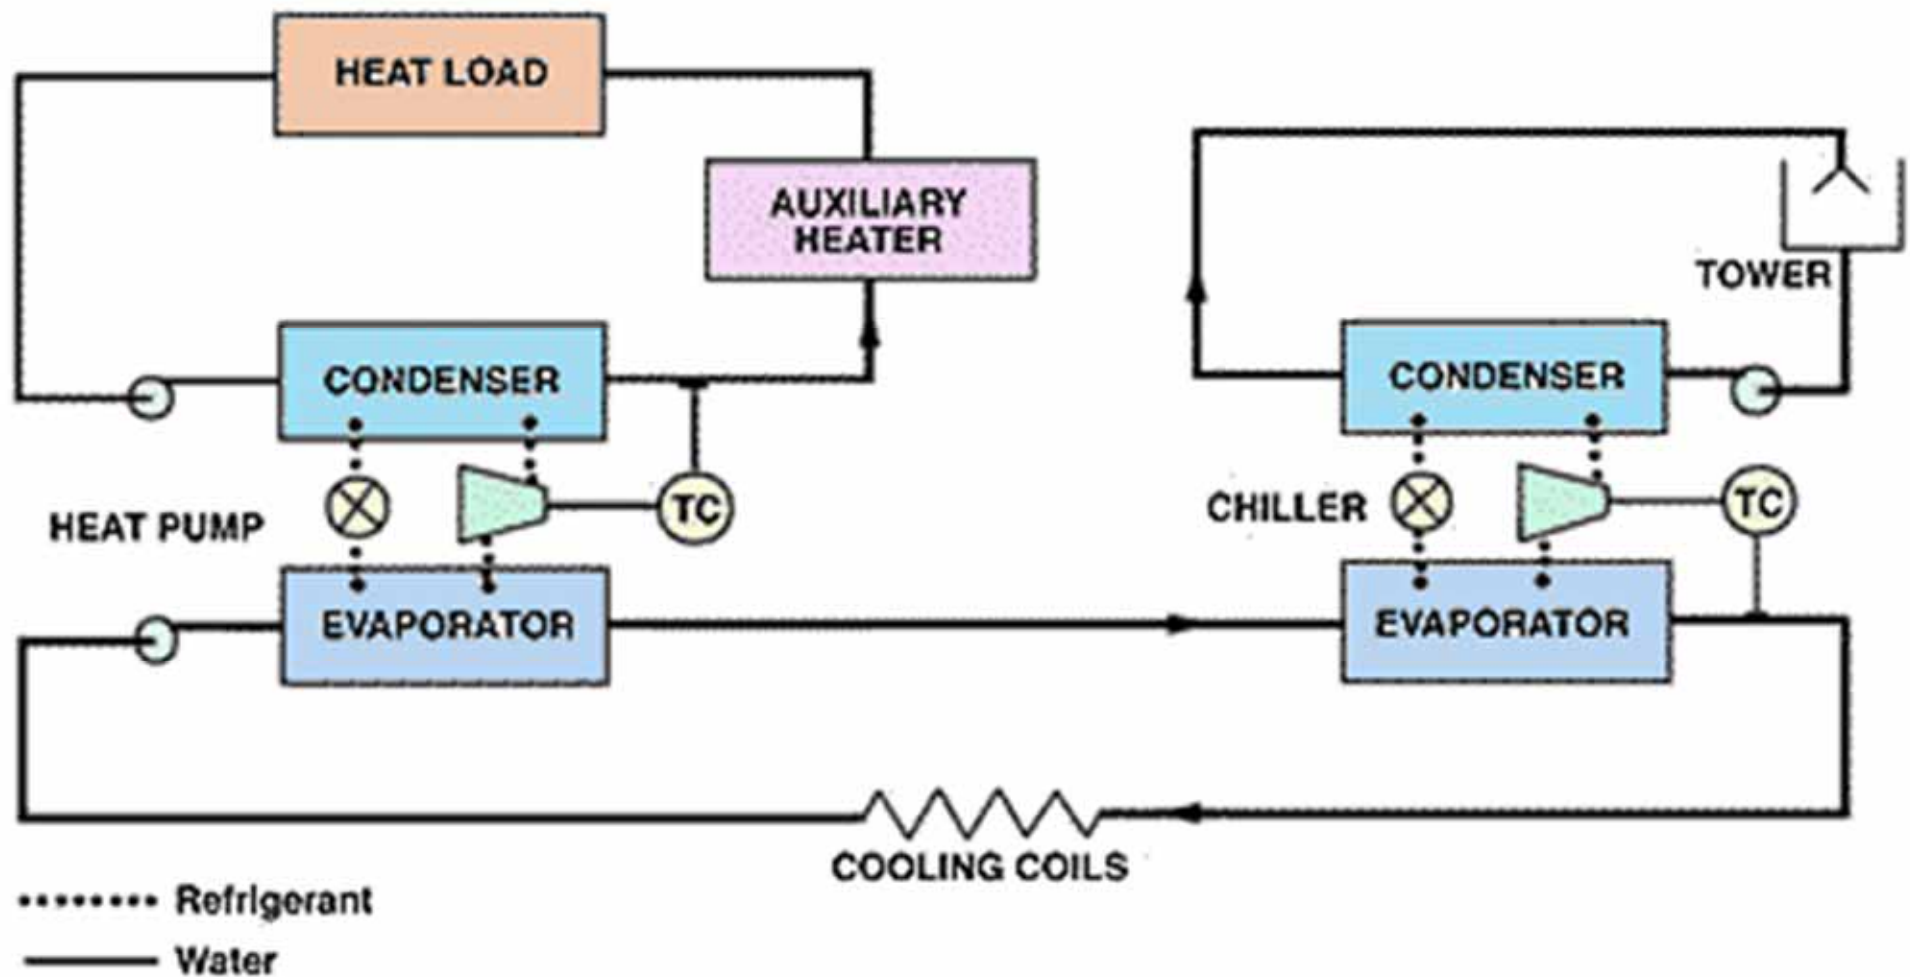 HEAT LOAD
AUXILIARY
HEATER
TOWER
CONDENSER
CONDENSER
HEAT PUMP
TC
CHILLER
TC
EVAPORATOR
EVAPORATOR
COOLING COILS
Refrigerant
Water